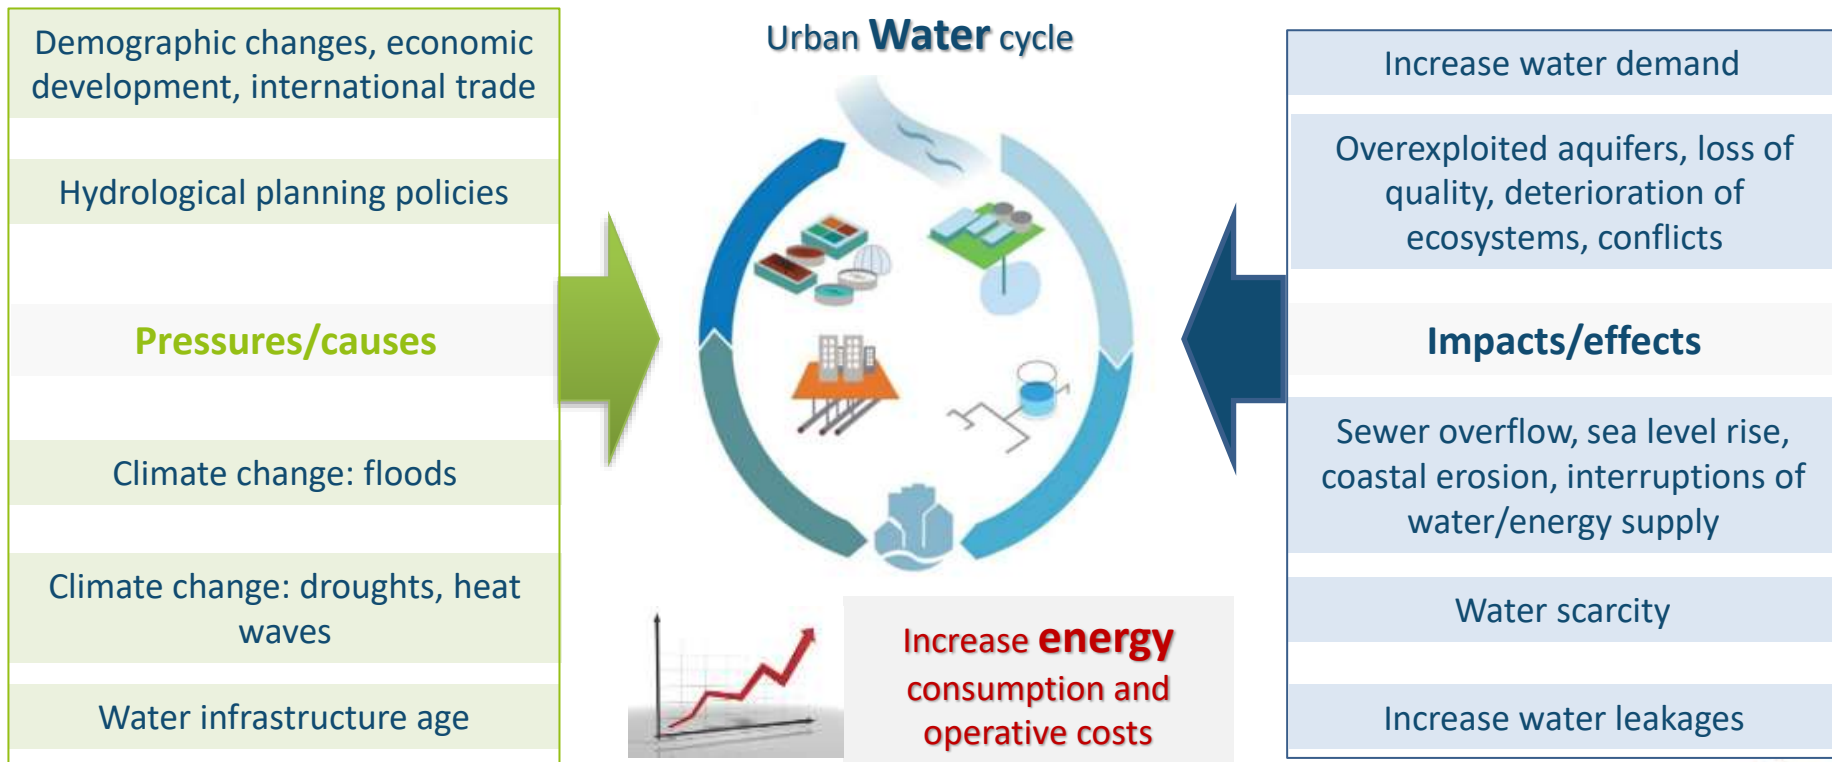 Demographic changes, economic
development, international trade
Hydrological planning policies
Pressures/causes
Climate change: floods
Climate change: droughts, heat
waves
Water infrastructure age
Urban Water cycle
Increase energy
consumption and
operative costs
Increase water demand
Overexploited aquifers, loss of
quality, deterioration of
ecosystems, conflicts
Impacts/effects
Sewer overflow, sea level rise,
coastal erosion, interruptions of
water/energy supply
Water scarcity
Increase water leakages